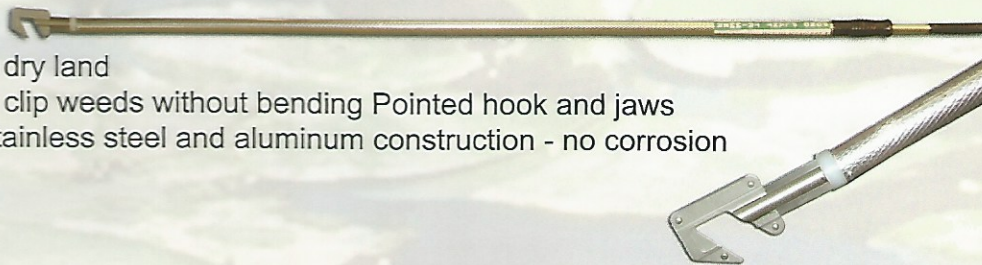 dry land
clip weeds without bending Pointed hook and jaws
tainless steel and aluminum construction - no corrosion